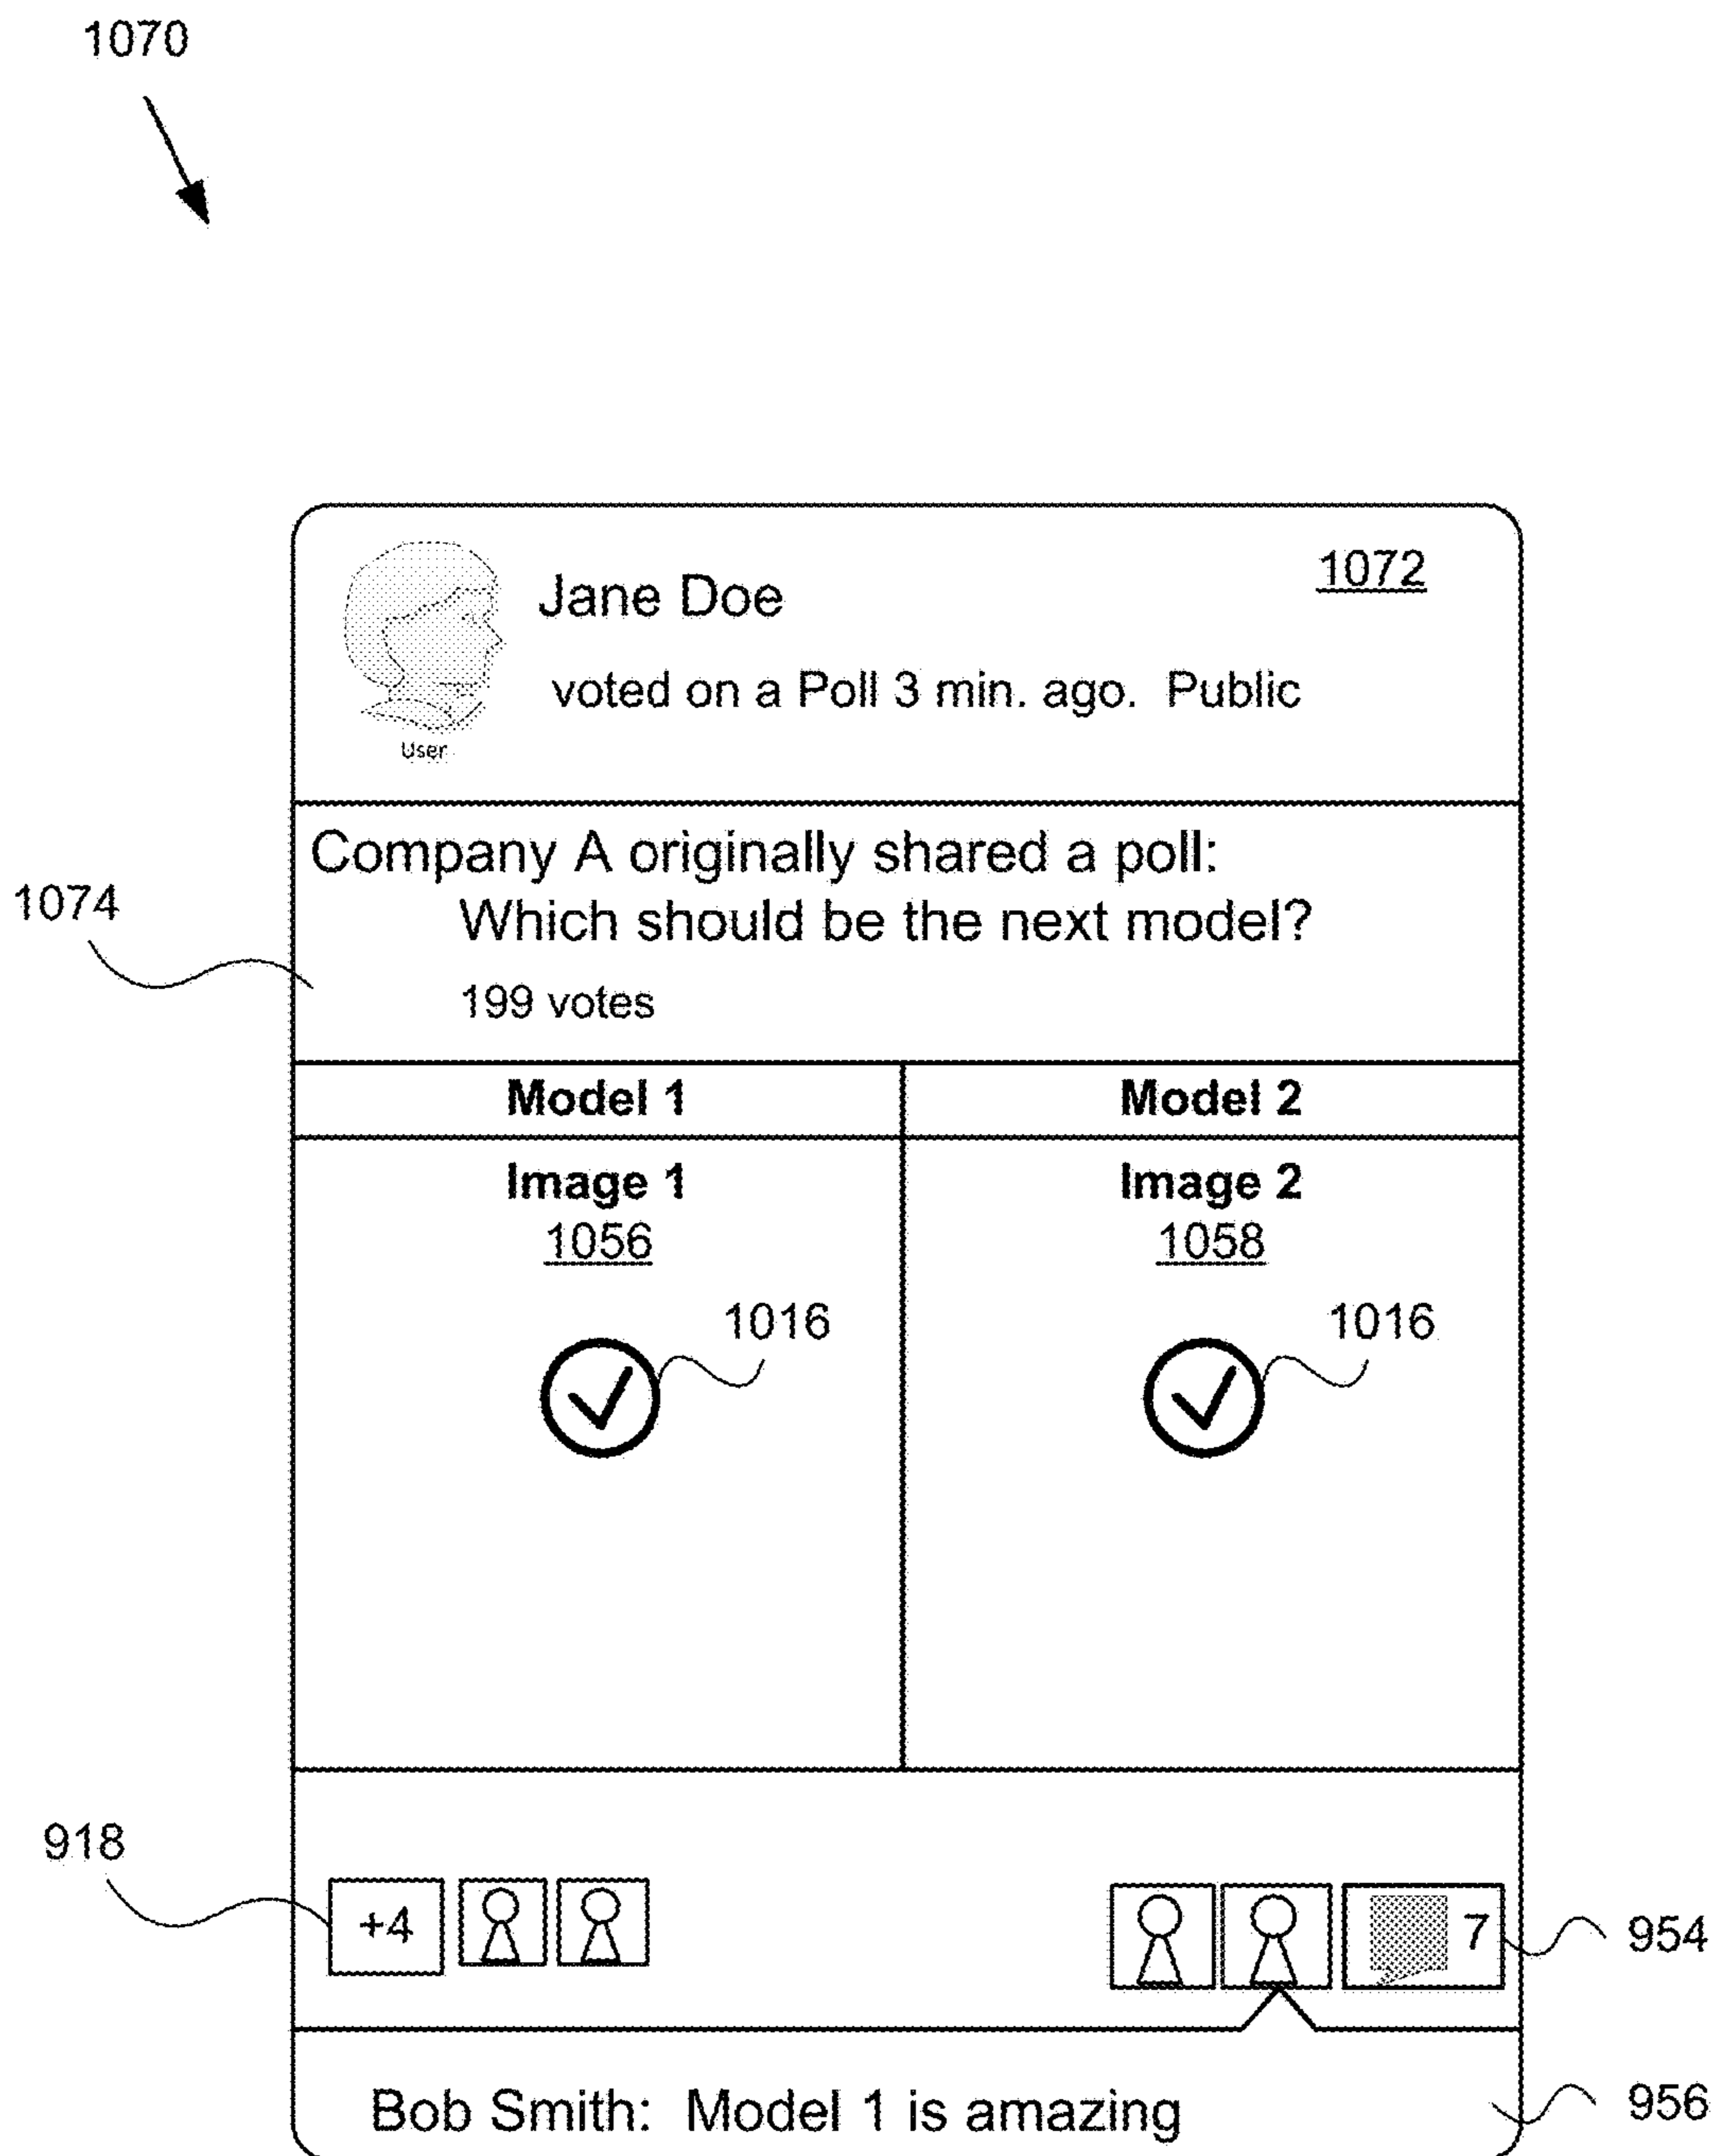 1070
1072
Jane Doe
voted on a Poll 3 min. ago.  Public
User
Company A originally shared a poll:
1074
Which should be the next model?
199 votes
Model 1
Model 2
Image 1
Image 2
1056
1058
1016
1016
918
+4
7
954
Bob Smith:  Model 1 is amazing
956